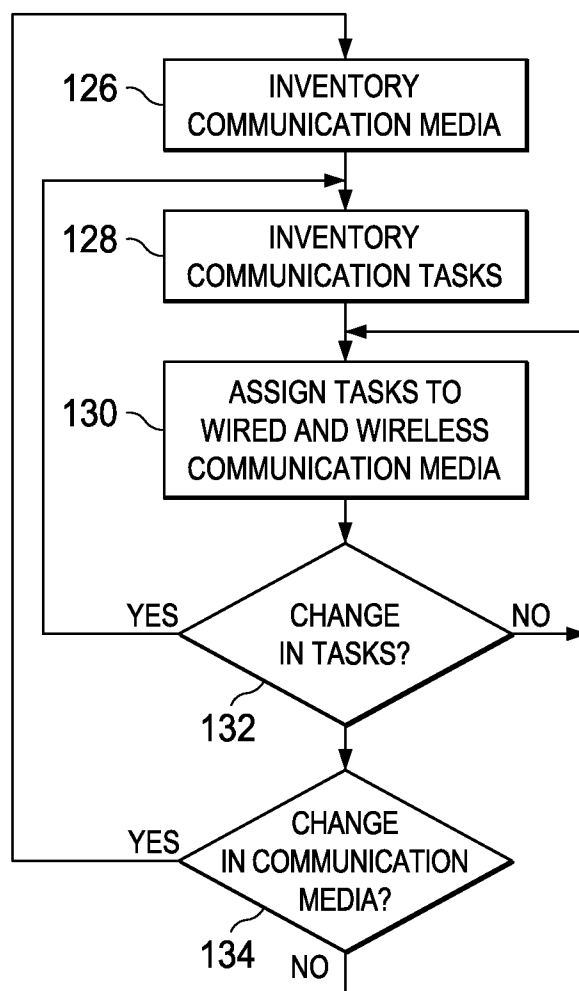 126
INVENTORY
COMMUNICATION MEDIA
128
INVENTORY
COMMUNICATION TASKS
130
ASSIGN TASKS TO
WIRED AND WIRELESS
COMMUNICATION MEDIA
YES
CHANGE
IN TASKS?
NO
132
YES
CHANGE
IN COMMUNICATION
MEDIA?
134
NO